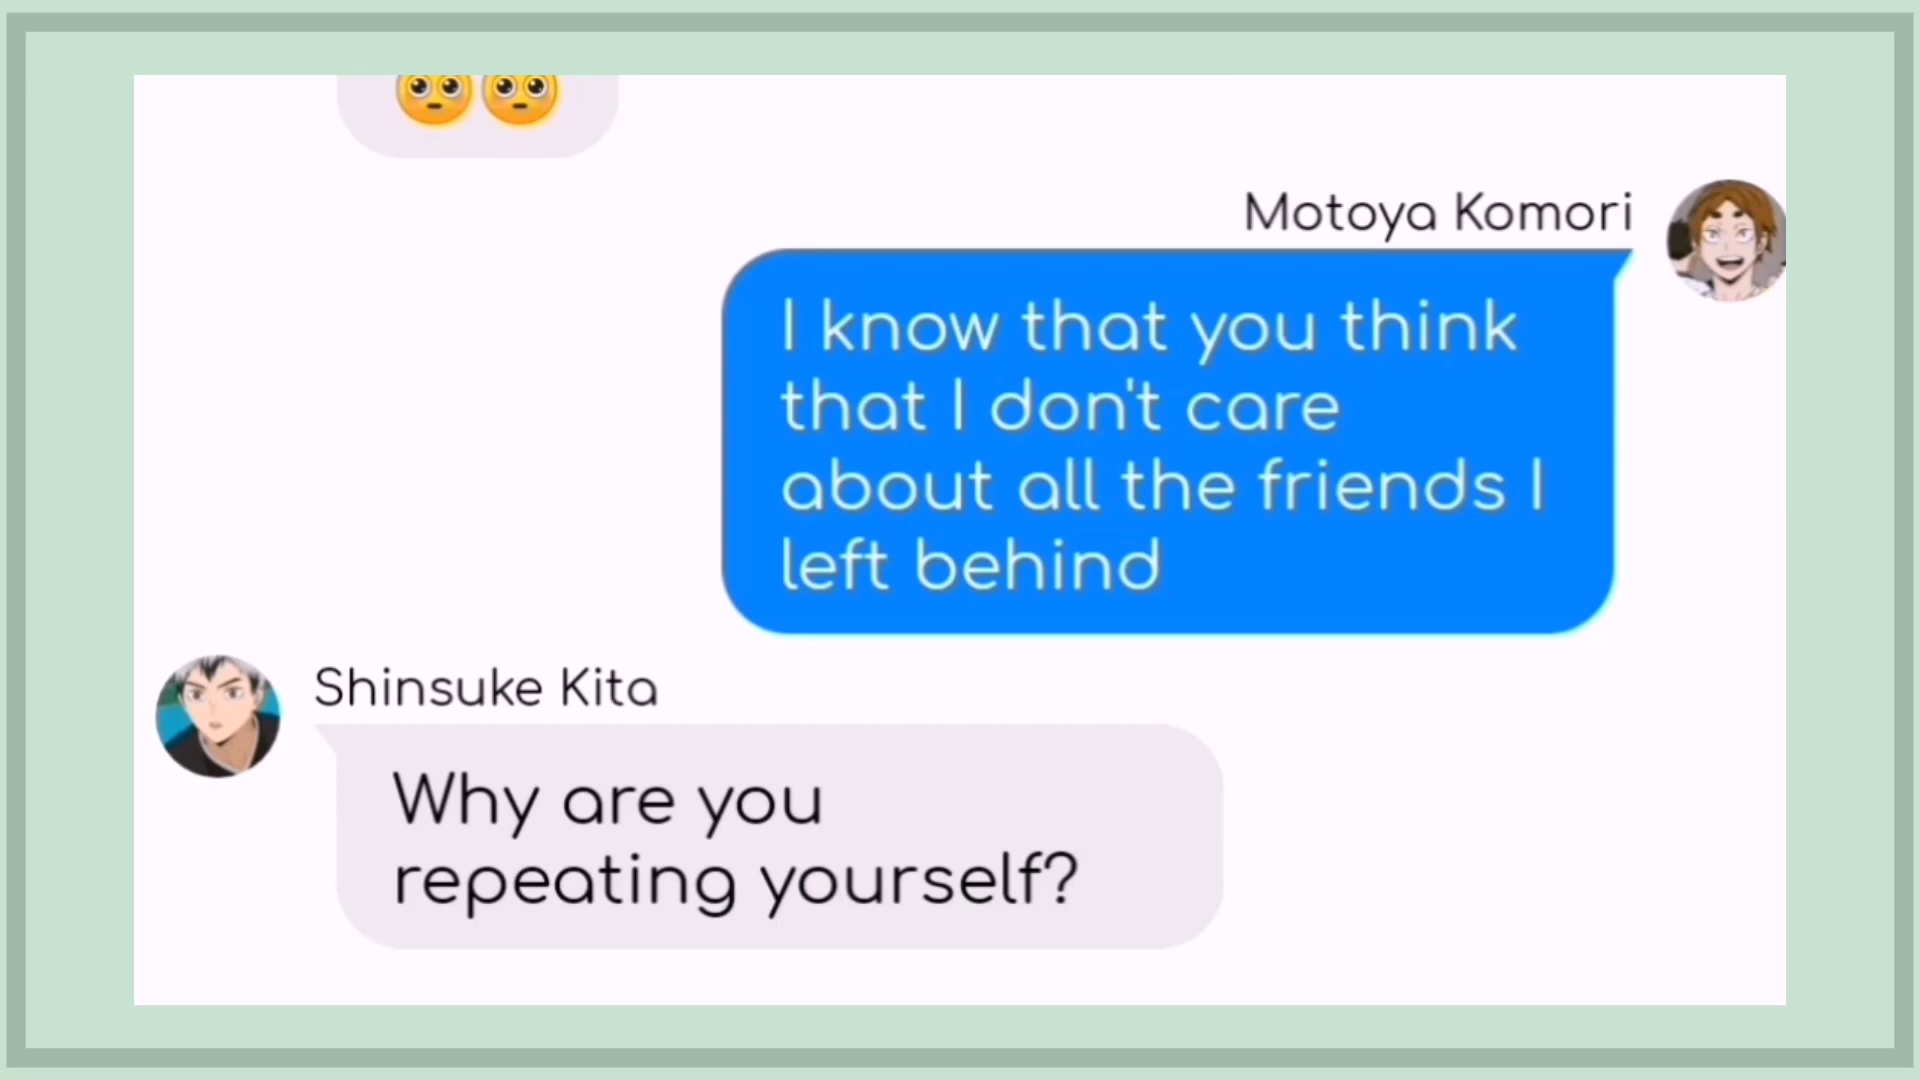 🥺🥺
Motoya Komori
I know that you think
that I don't care
about all the friends I
left behind
Shinsuke Kita
Why are you
repeating yourself?